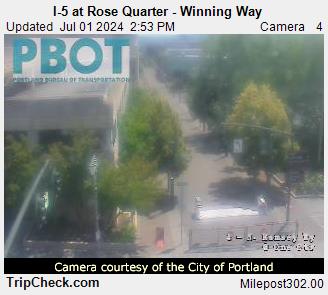 I-5 at Rose Quarter - Winning Way
Updated Jul 01 2024 2:53 PM Camera 4
PBOT
PORTLAND BUREAU OF TRANSPORTATION
Camera courtesy of the City of Portland
TripCheck.com Milepost302.00